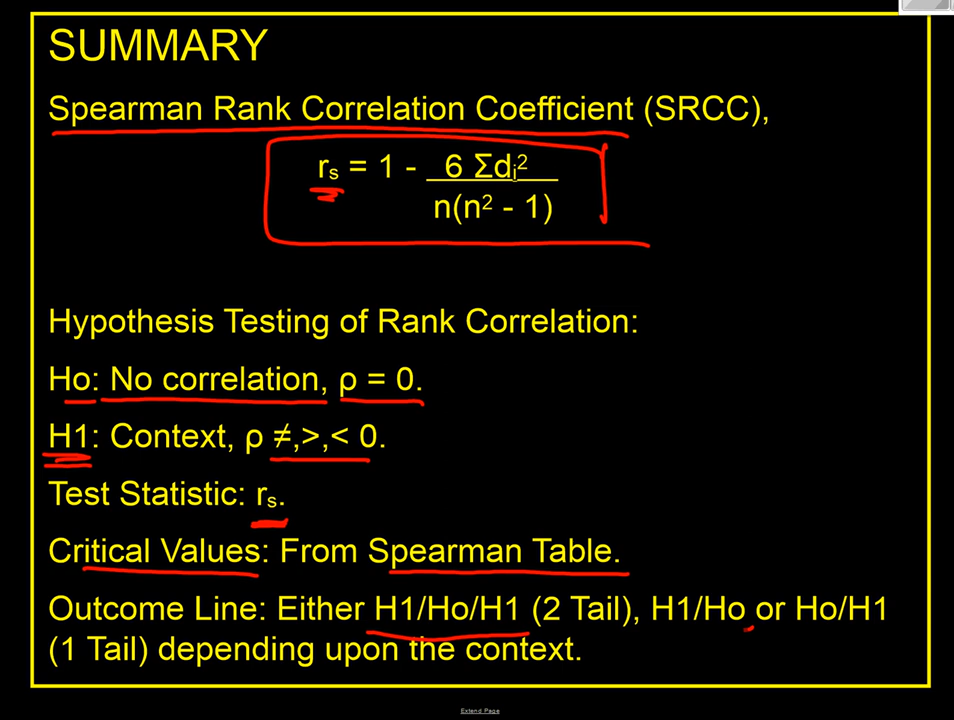 SUMMARY
Spearman Rank Correlation Coefficient (SRCC),
rₛ = 1 - 6 Σdᵢ²
n(n² - 1)
Hypothesis Testing of Rank Correlation:
Ho: No correlation, ρ = 0.
H1: Context, ρ ≠,>,< 0.
Test Statistic: rₛ.
Critical Values: From Spearman Table.
Outcome Line: Either H1/Ho/H1 (2 Tail), H1/Ho or Ho/H1
(1 Tail) depending upon the context.
Extend Page